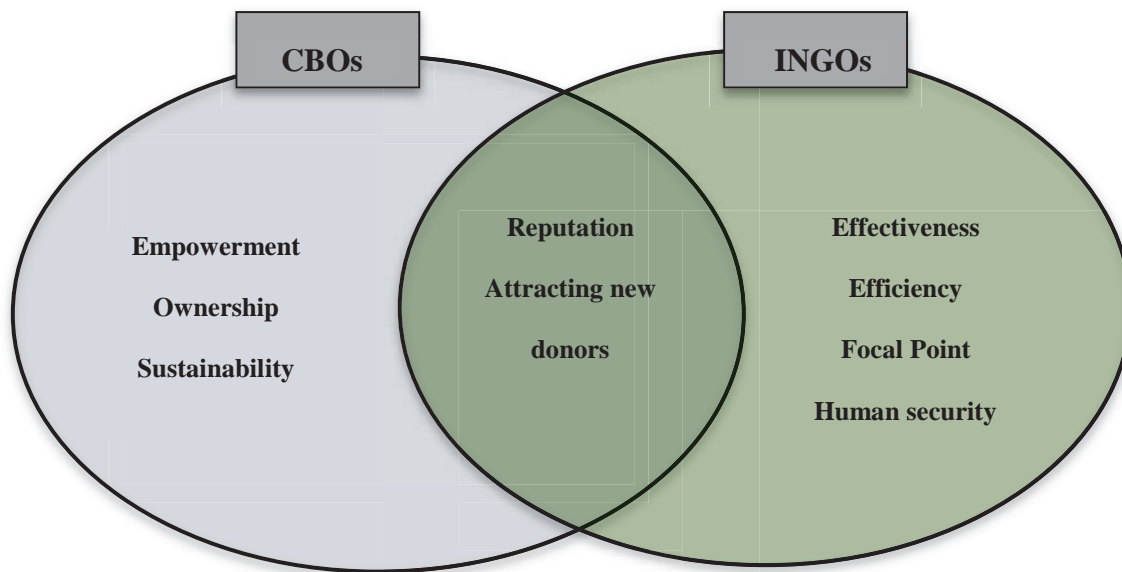 CBOs
INGOs
Empowerment
Ownership
Sustainability
Reputation
Attracting new
donors
Effectiveness
Efficiency
Focal Point
Human security